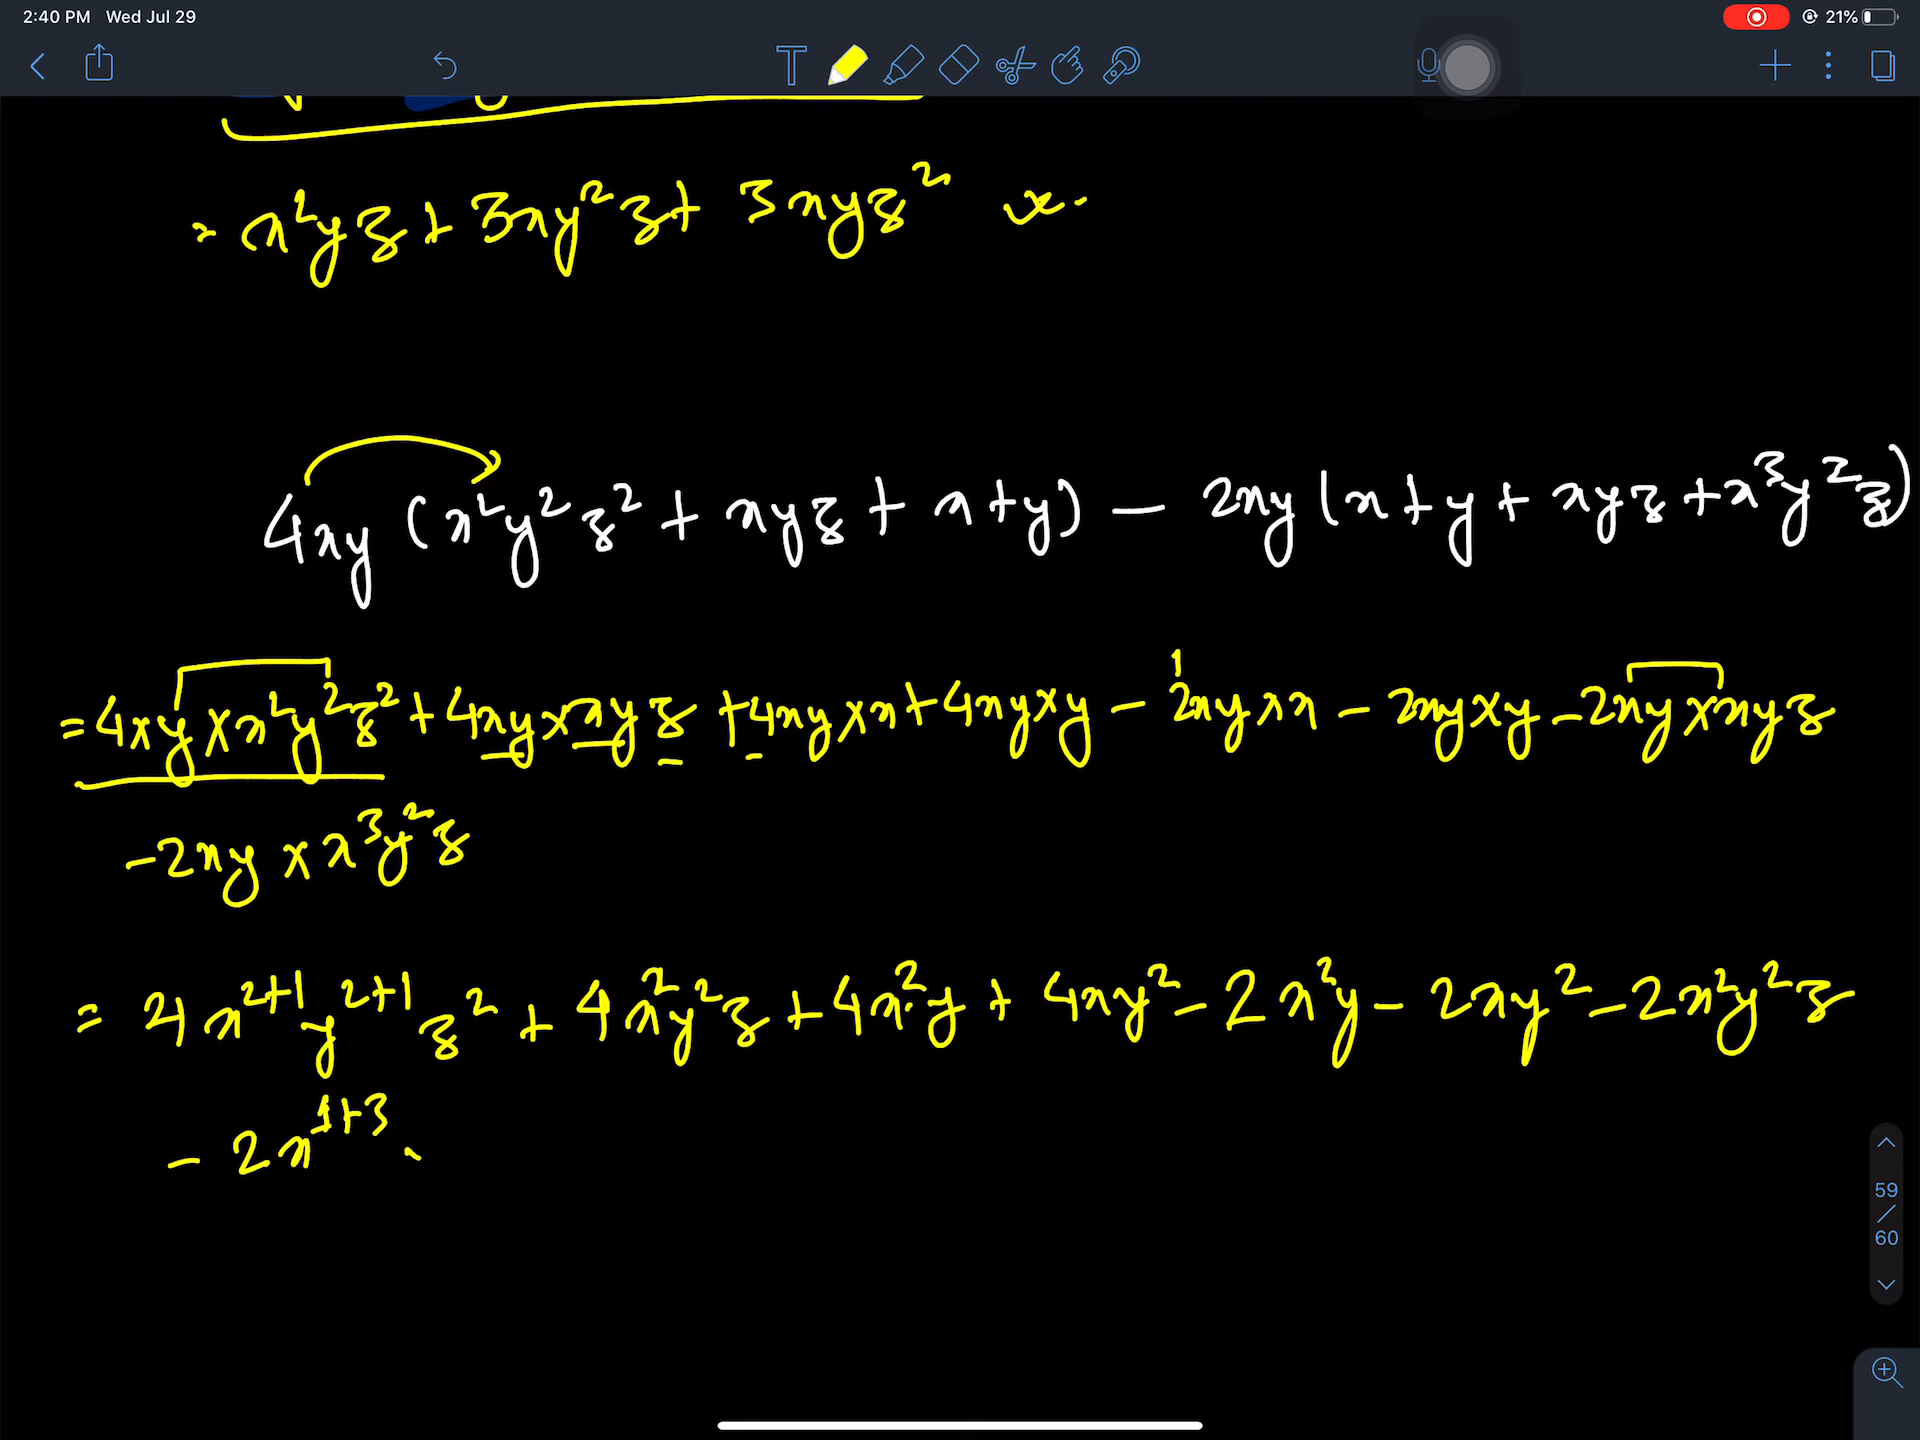 2:40 PM Wed Jul 29 21%
= x²yz + 3xy²z + 3xyz²
4xy (x²y²z² + xyz + x + y) — 2xy (x + y + xyz + x³y²z)
= 4xy × x²y²z² + 4xy × xyz + 4xy × x + 4xy × y - 2xy × x - 2xy × y - 2xy × xyz
- 2xy × x³y²z
= 4x²⁺¹y²⁺¹z² + 4x²y²z + 4x²y + 4xy² - 2x²y - 2xy² - 2x²y²z
- 2x¹⁺³
59
/
60